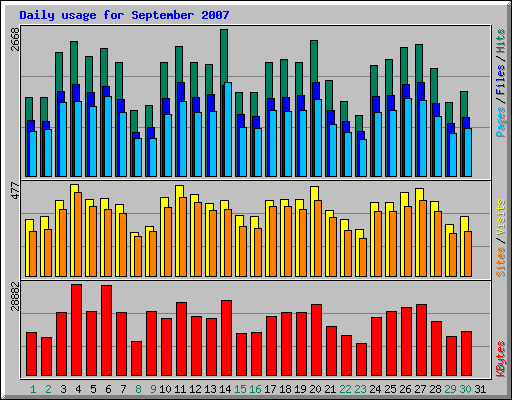 Daily usage for September 2007
2668
Pages / Files / Hits
477
Sites / Visits
28882
KBytes
1 2 3 4 5 6 7 8 9 10 11 12 13 14 15 16 17 18 19 20 21 22 23 24 25 26 27 28 29 30 31